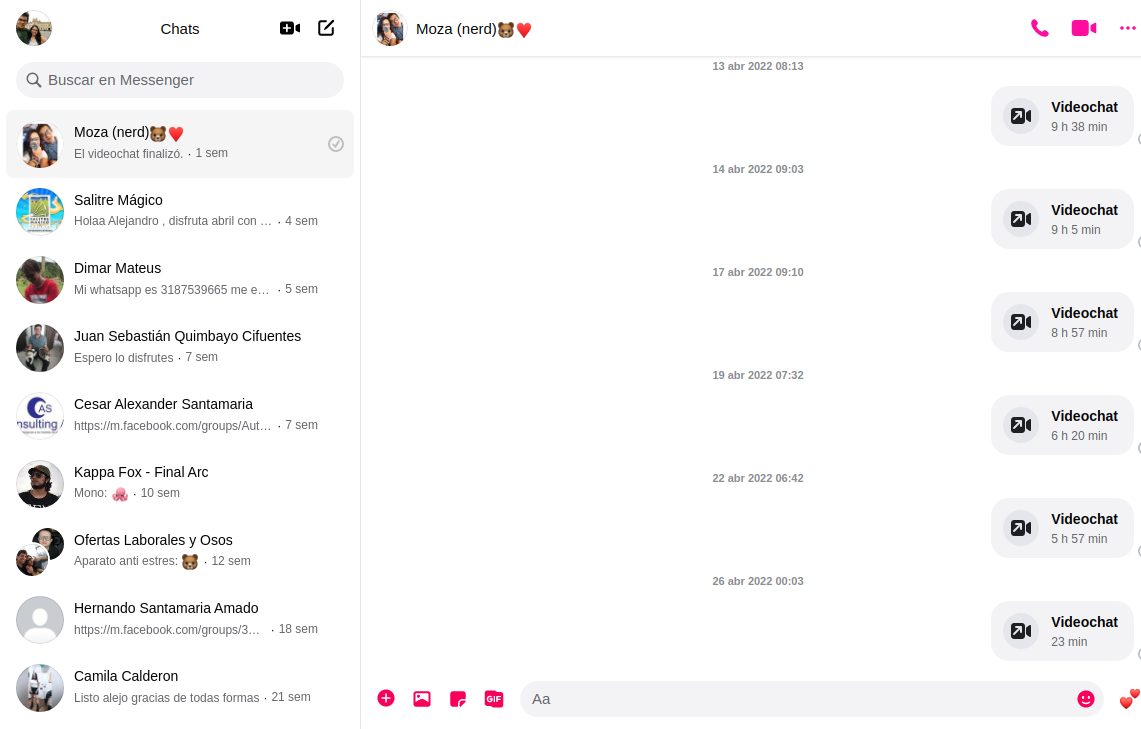 Chats
Buscar en Messenger
Moza (nerd)🐻❤️
El videochat finalizó. · 1 sem
Salitre Mágico
Holaa Alejandro , disfruta abril con … · 4 sem
Dimar Mateus
Mi whatsapp es 3187539665 me e… · 5 sem
Juan Sebastián Quimbayo Cifuentes
Espero lo disfrutes · 7 sem
Cesar Alexander Santamaria
https://m.facebook.com/groups/Aut… · 7 sem
Kappa Fox - Final Arc
Mono: 🐙 · 10 sem
Ofertas Laborales y Osos
Aparato anti estres: 🐻 · 12 sem
Hernando Santamaria Amado
https://m.facebook.com/groups/3… · 18 sem
Camila Calderon
Listo alejo gracias de todas formas · 21 sem
Moza (nerd)🐻❤️
13 abr 2022 08:13
Videochat
9 h 38 min
14 abr 2022 09:03
Videochat
9 h 5 min
17 abr 2022 09:10
Videochat
8 h 57 min
19 abr 2022 07:32
Videochat
6 h 20 min
22 abr 2022 06:42
Videochat
5 h 57 min
26 abr 2022 00:03
Videochat
23 min
GIF
Aa